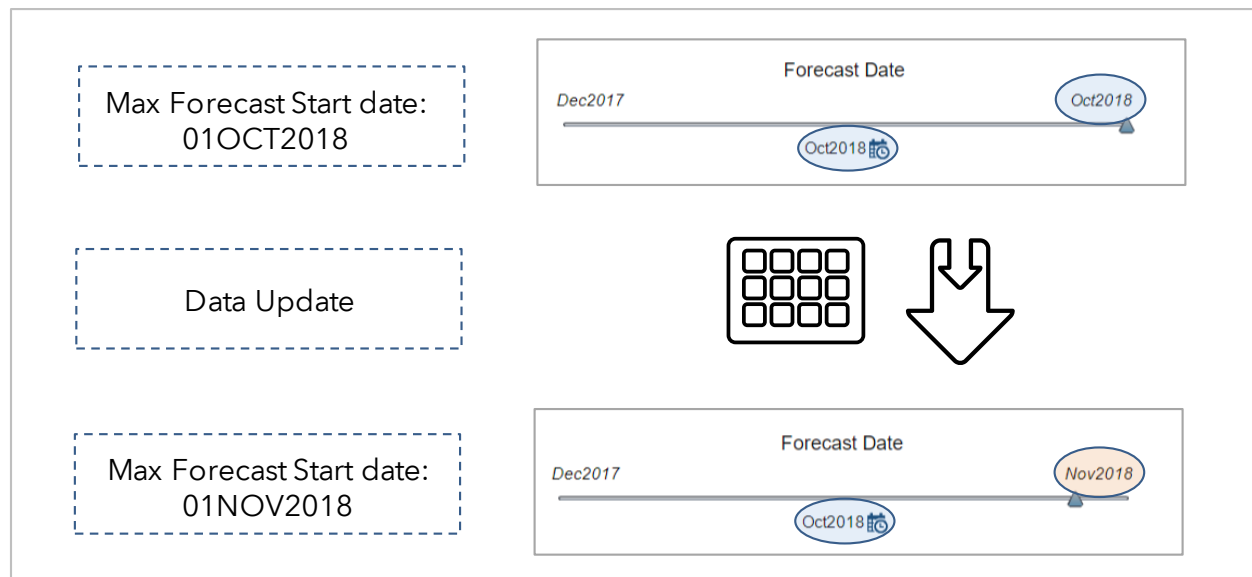 Max Forecast Start date:
01OCT2018
Forecast Date
Dec2017
Oct2018
Oct2018
Data Update
Max Forecast Start date:
01NOV2018
Forecast Date
Dec2017
Nov2018
Oct2018